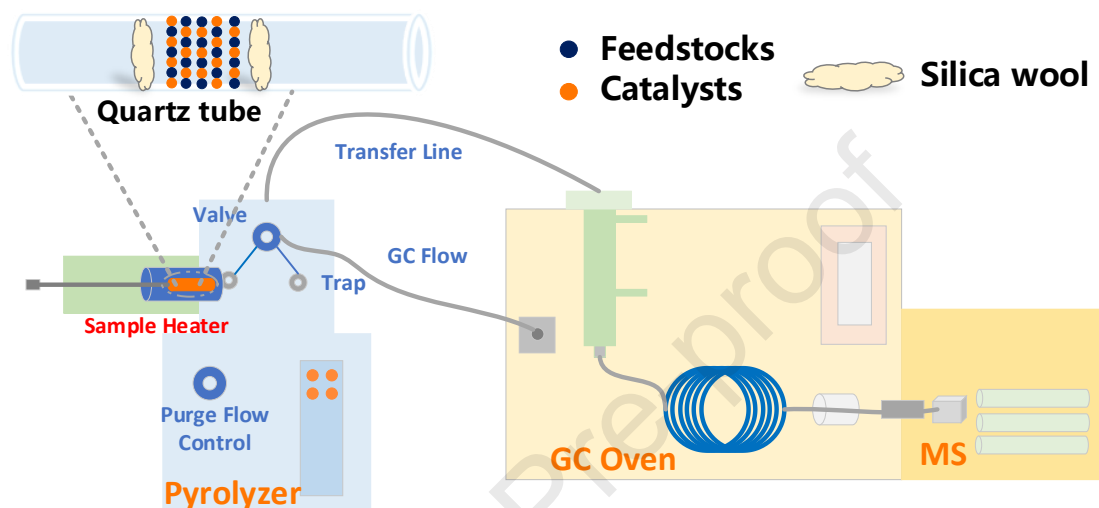 Feedstocks
Catalysts
Silica wool
Quartz tube
Transfer Line
Valve
GC Flow
Trap
Sample Heater
Purge Flow
Control
Pyrolyzer
GC Oven
MS
Preproof